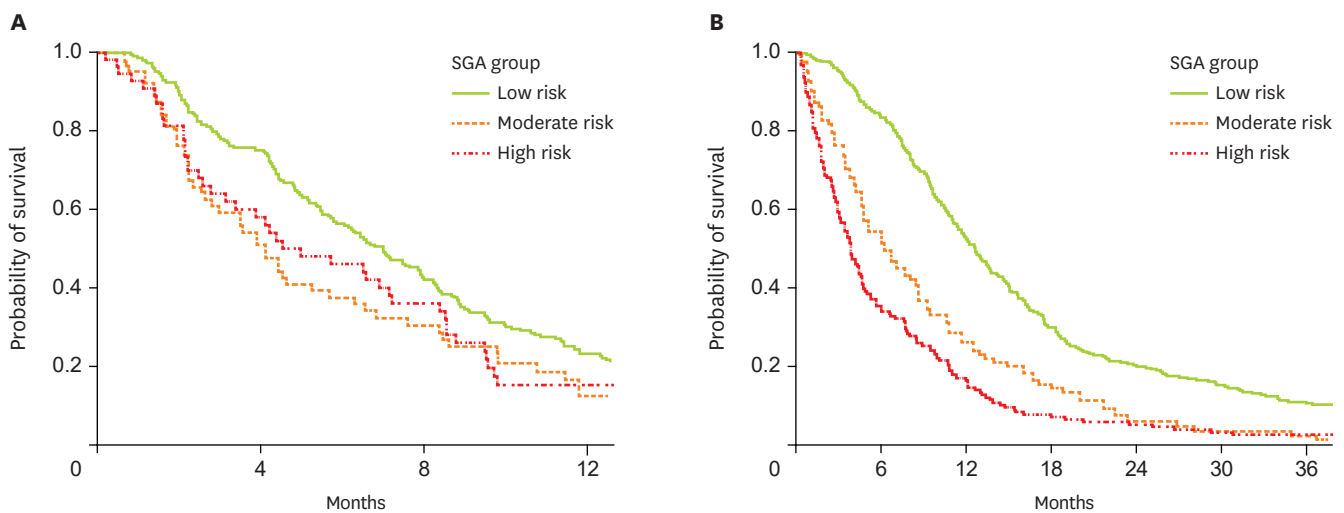 A
Probability of survival
1.0
0.8
0.6
0.4
0.2
0
4
8
12
Months
SGA group
Low risk
Moderate risk
High risk
B
Probability of survival
1.0
0.8
0.6
0.4
0.2
0
6
12
18
24
30
36
Months
SGA group
Low risk
Moderate risk
High risk